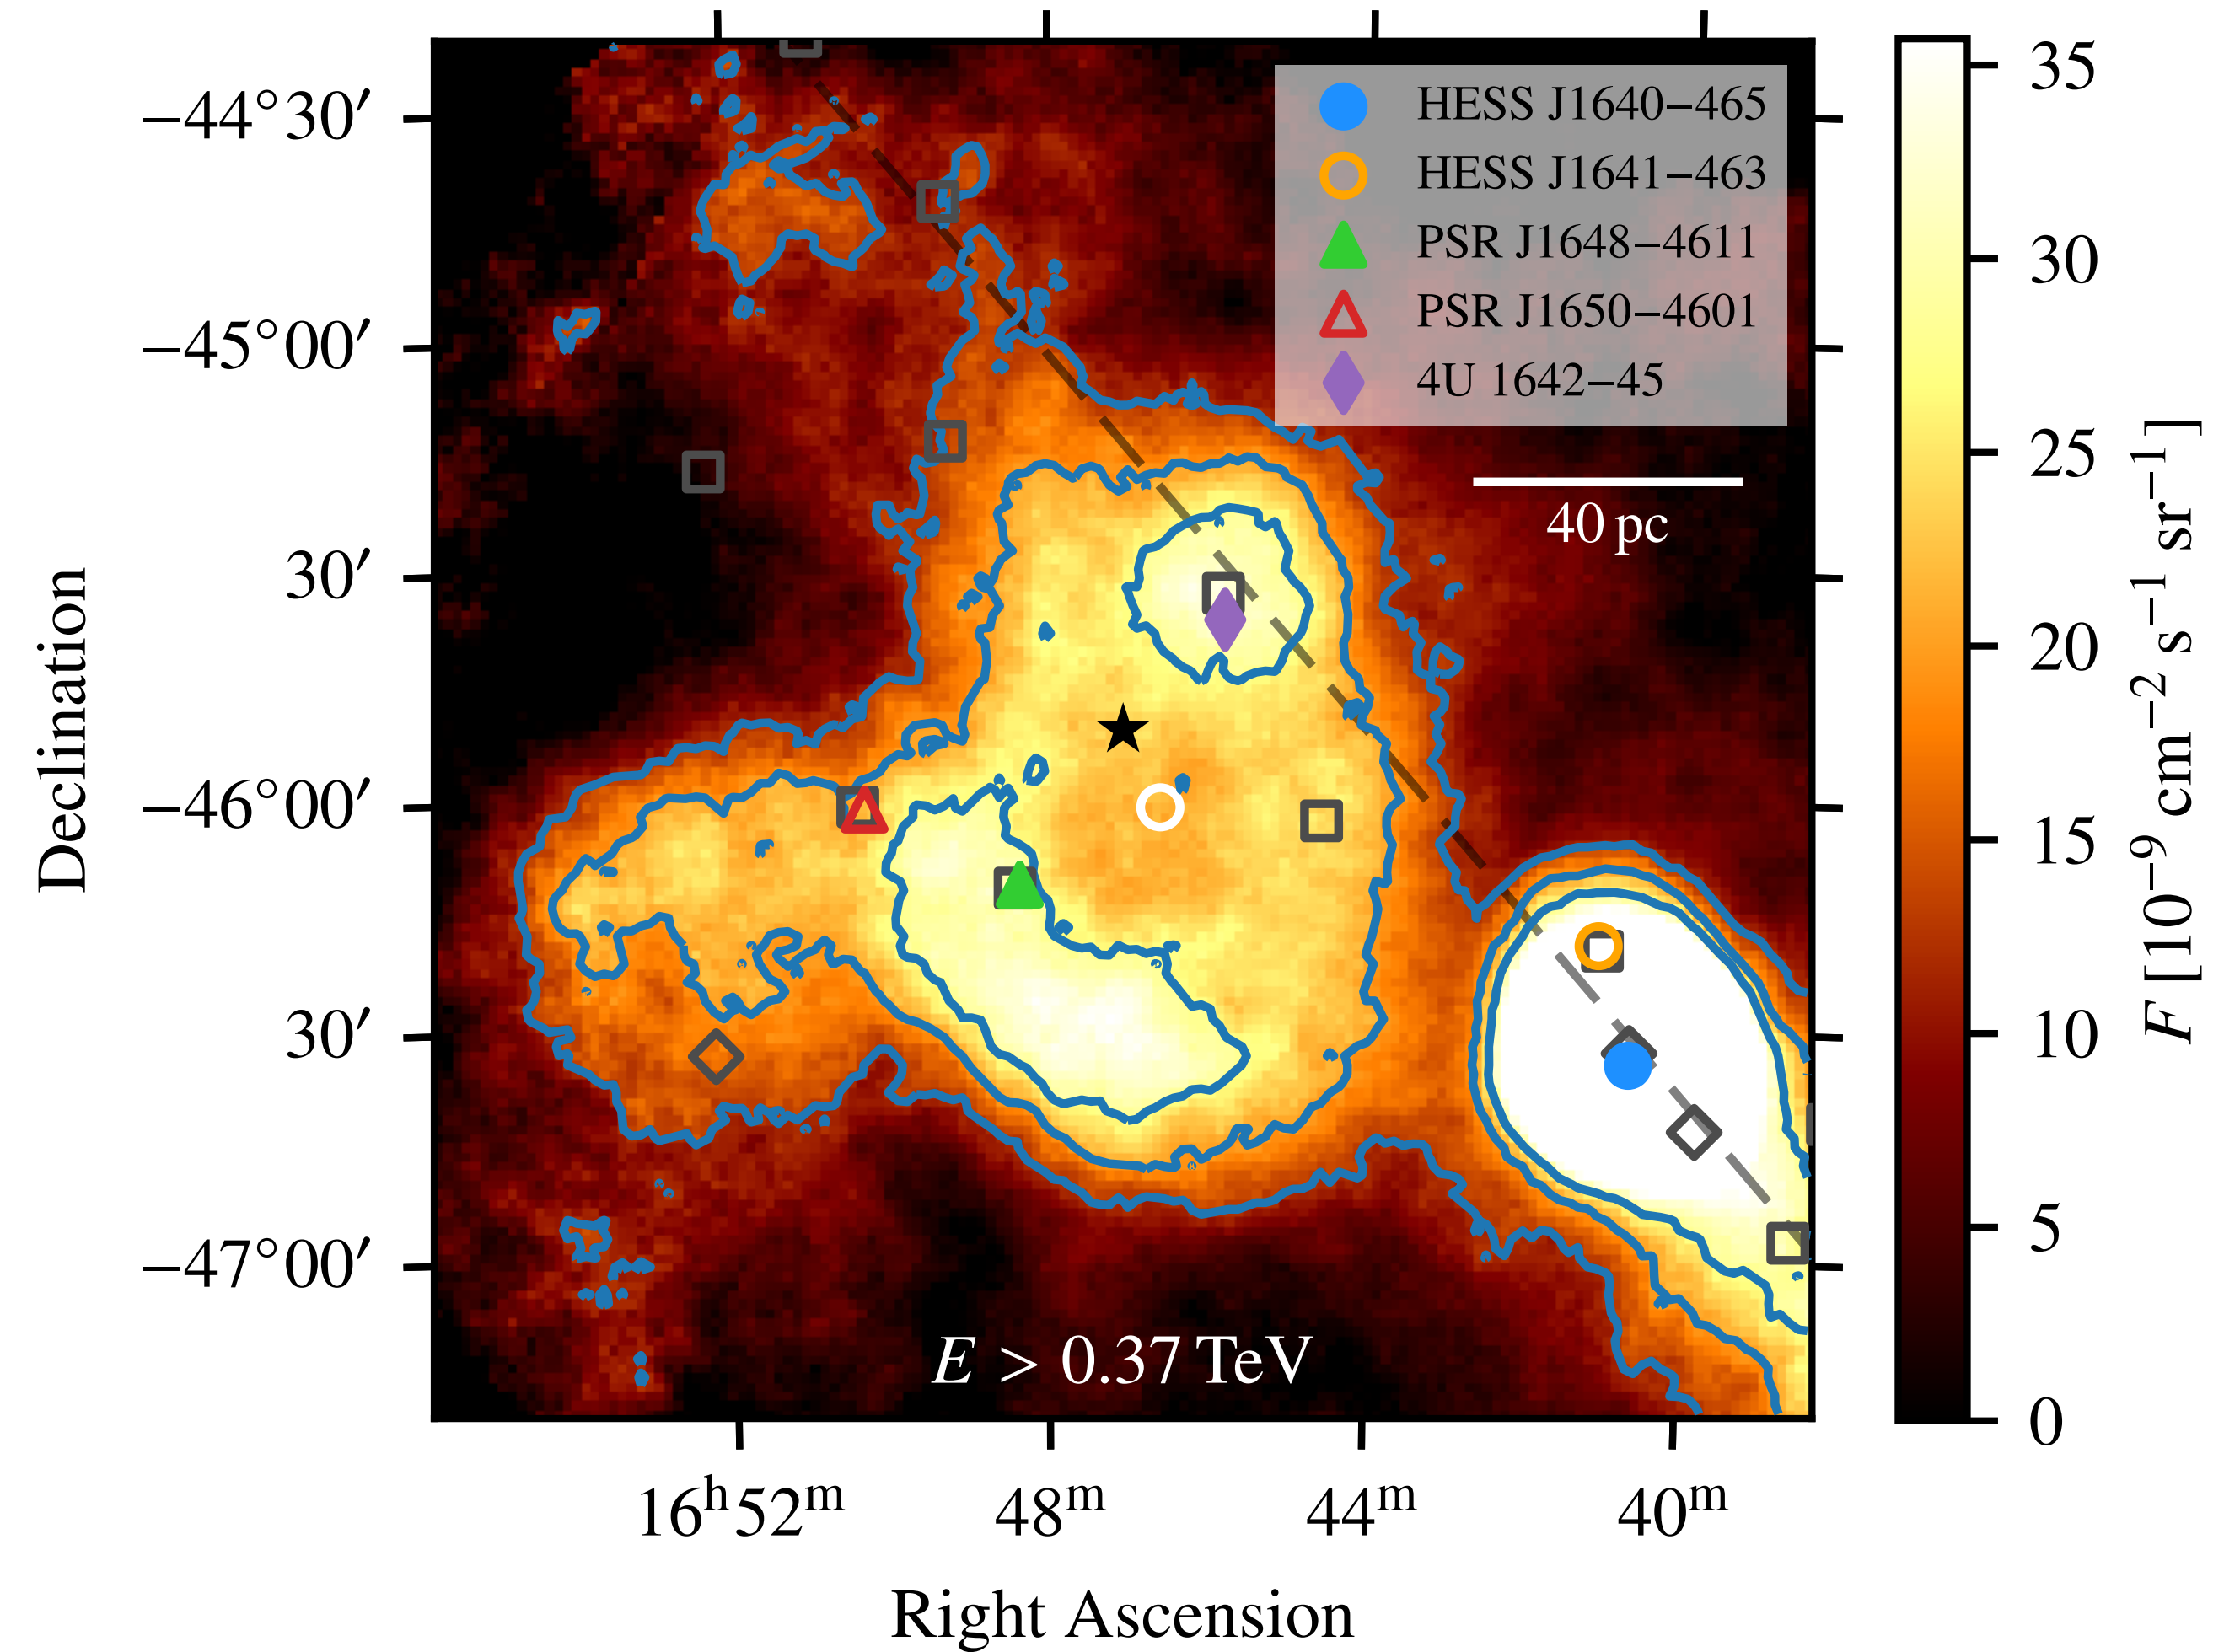 HESS J1640−465
HESS J1641−463
PSR J1648−4611
PSR J1650−4601
4U 1642−45
40 pc
E > 0.37 TeV
−44°30′
−45°00′
30′
−46°00′
30′
−47°00′
Declination
16ʰ52ᵐ
48ᵐ
44ᵐ
40ᵐ
Right Ascension
35
30
25
20
15
10
5
0
F [10⁻⁹ cm⁻² s⁻¹ sr⁻¹]